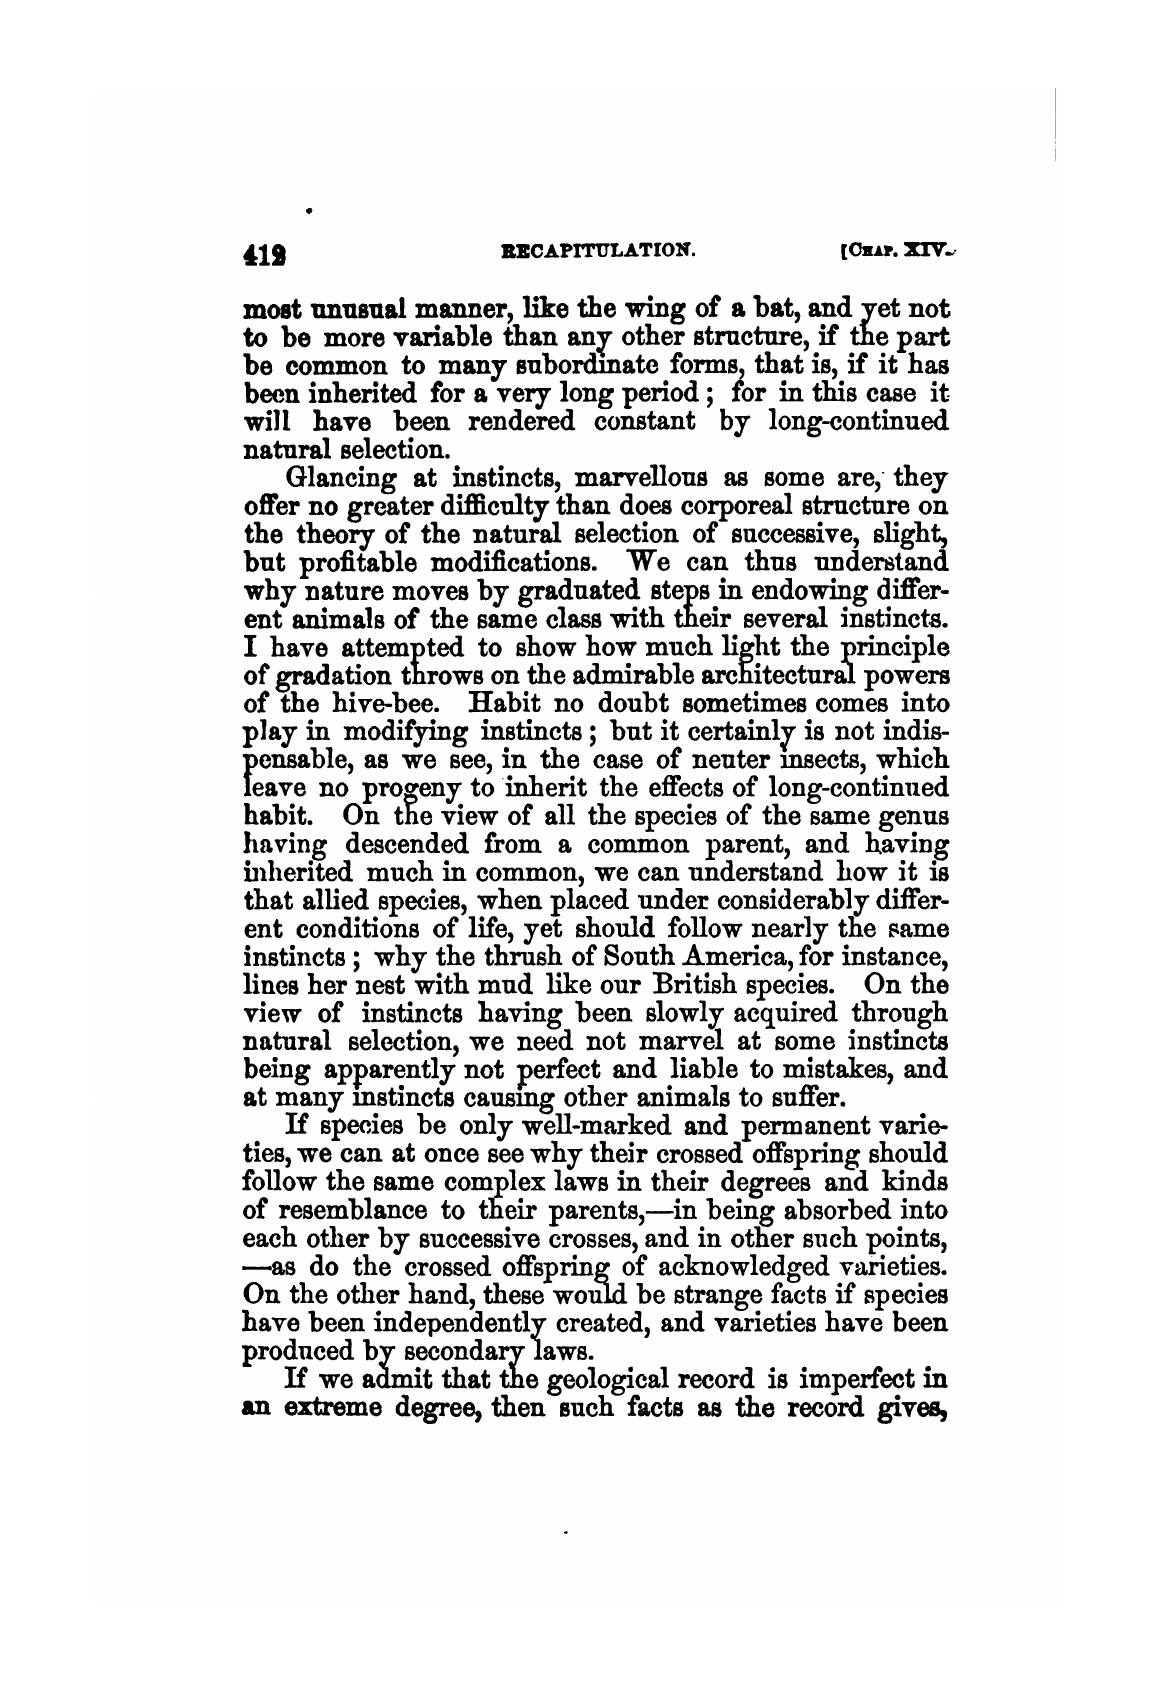 412 RECAPITULATION. [CHAP. XIV.
most unusual manner, like the wing of a bat, and yet not
to be more variable than any other structure, if the part
be common to many subordinate forms, that is, if it has
been inherited for a very long period; for in this case it
will have been rendered constant by long-continued
natural selection.
Glancing at instincts, marvellous as some are, they
offer no greater difficulty than does corporeal structure on
the theory of the natural selection of successive, slight,
but profitable modifications. We can thus understand
why nature moves by graduated steps in endowing differ-
ent animals of the same class with their several instincts.
I have attempted to show how much light the principle
of gradation throws on the admirable architectural powers
of the hive-bee. Habit no doubt sometimes comes into
play in modifying instincts; but it certainly is not indis-
pensable, as we see, in the case of neuter insects, which
leave no progeny to inherit the effects of long-continued
habit. On the view of all the species of the same genus
having descended from a common parent, and having
inherited much in common, we can understand how it is
that allied species, when placed under considerably differ-
ent conditions of life, yet should follow nearly the same
instincts; why the thrush of South America, for instance,
lines her nest with mud like our British species. On the
view of instincts having been slowly acquired through
natural selection, we need not marvel at some instincts
being apparently not perfect and liable to mistakes, and
at many instincts causing other animals to suffer.
If species be only well-marked and permanent varie-
ties, we can at once see why their crossed offspring should
follow the same complex laws in their degrees and kinds
of resemblance to their parents,—in being absorbed into
each other by successive crosses, and in other such points,
—as do the crossed offspring of acknowledged varieties.
On the other hand, these would be strange facts if species
have been independently created, and varieties have been
produced by secondary laws.
If we admit that the geological record is imperfect in
an extreme degree, then such facts as the record gives,